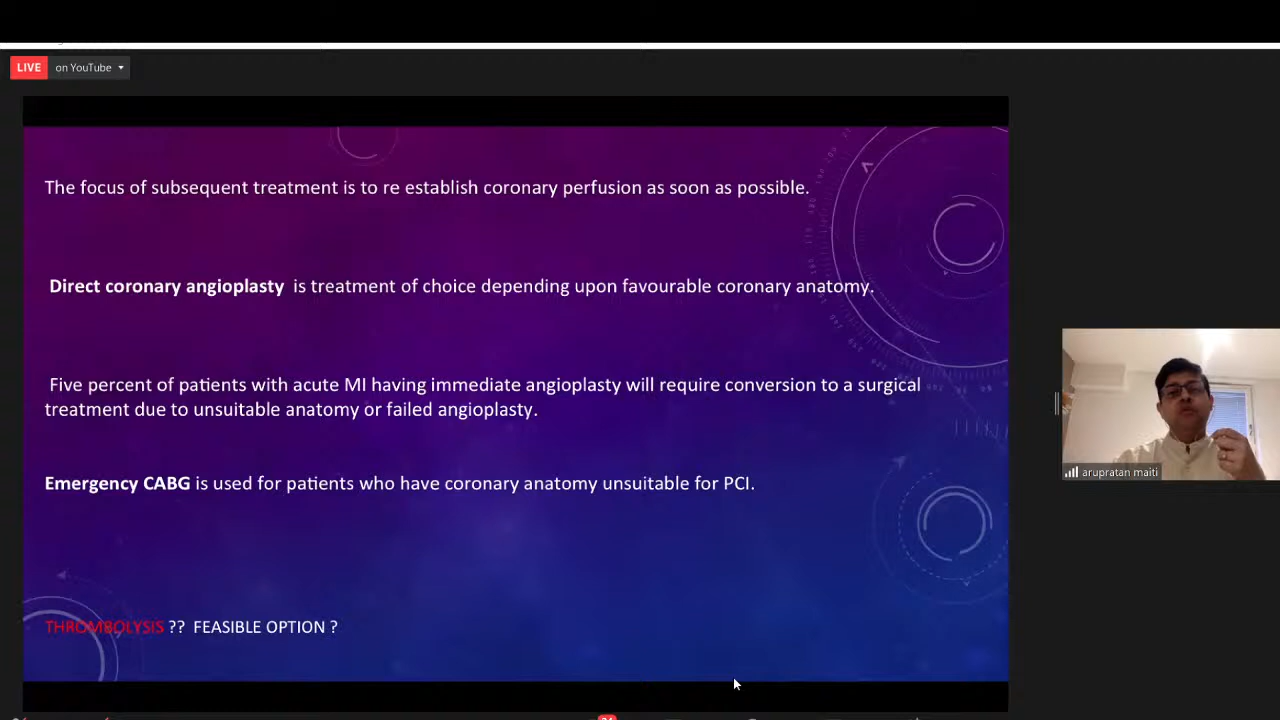 LIVE on YouTube
The focus of subsequent treatment is to re establish coronary perfusion as soon as possible.
Direct coronary angioplasty is treatment of choice depending upon favourable coronary anatomy.
Five percent of patients with acute MI having immediate angioplasty will require conversion to a surgical
treatment due to unsuitable anatomy or failed angioplasty.
Emergency CABG is used for patients who have coronary anatomy unsuitable for PCI.
THROMBOLYSIS ?? FEASIBLE OPTION ?
arupratan maiti